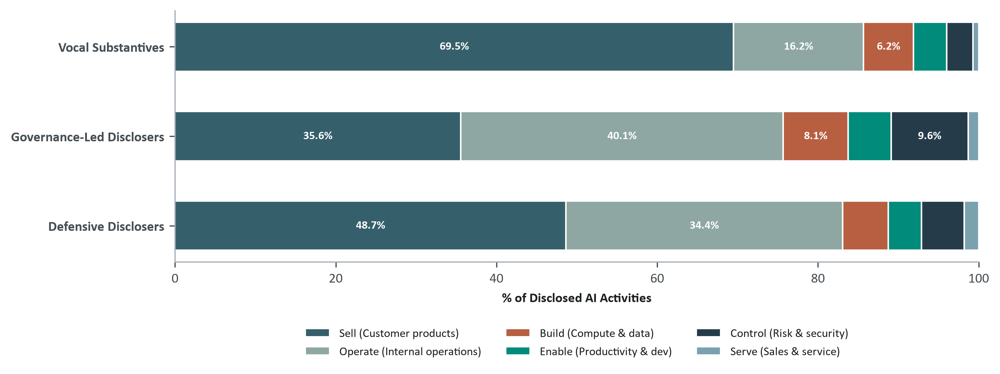 Vocal Substantives
69.5%
16.2%
6.2%
Governance-Led Disclosers
35.6%
40.1%
8.1%
9.6%
Defensive Disclosers
48.7%
34.4%
0
20
40
60
80
100
% of Disclosed AI Activities
Sell (Customer products)
Build (Compute & data)
Control (Risk & security)
Operate (Internal operations)
Enable (Productivity & dev)
Serve (Sales & service)